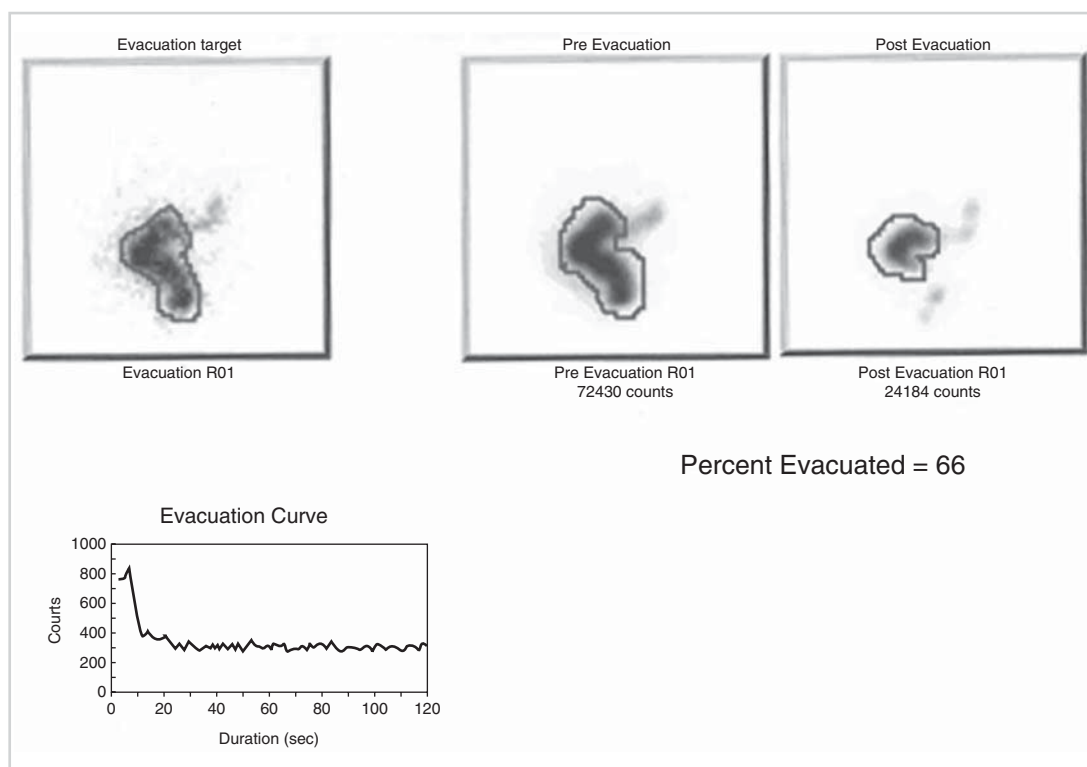 Evacuation target
Pre Evacuation
Post Evacuation
Evacuation R01
Pre Evacuation R01
72430 counts
Post Evacuation R01
24184 counts
Percent Evacuated = 66
Evacuation Curve
1000
800
600
400
200
0
Courts
0 20 40 60 80 100 120
Duration (sec)